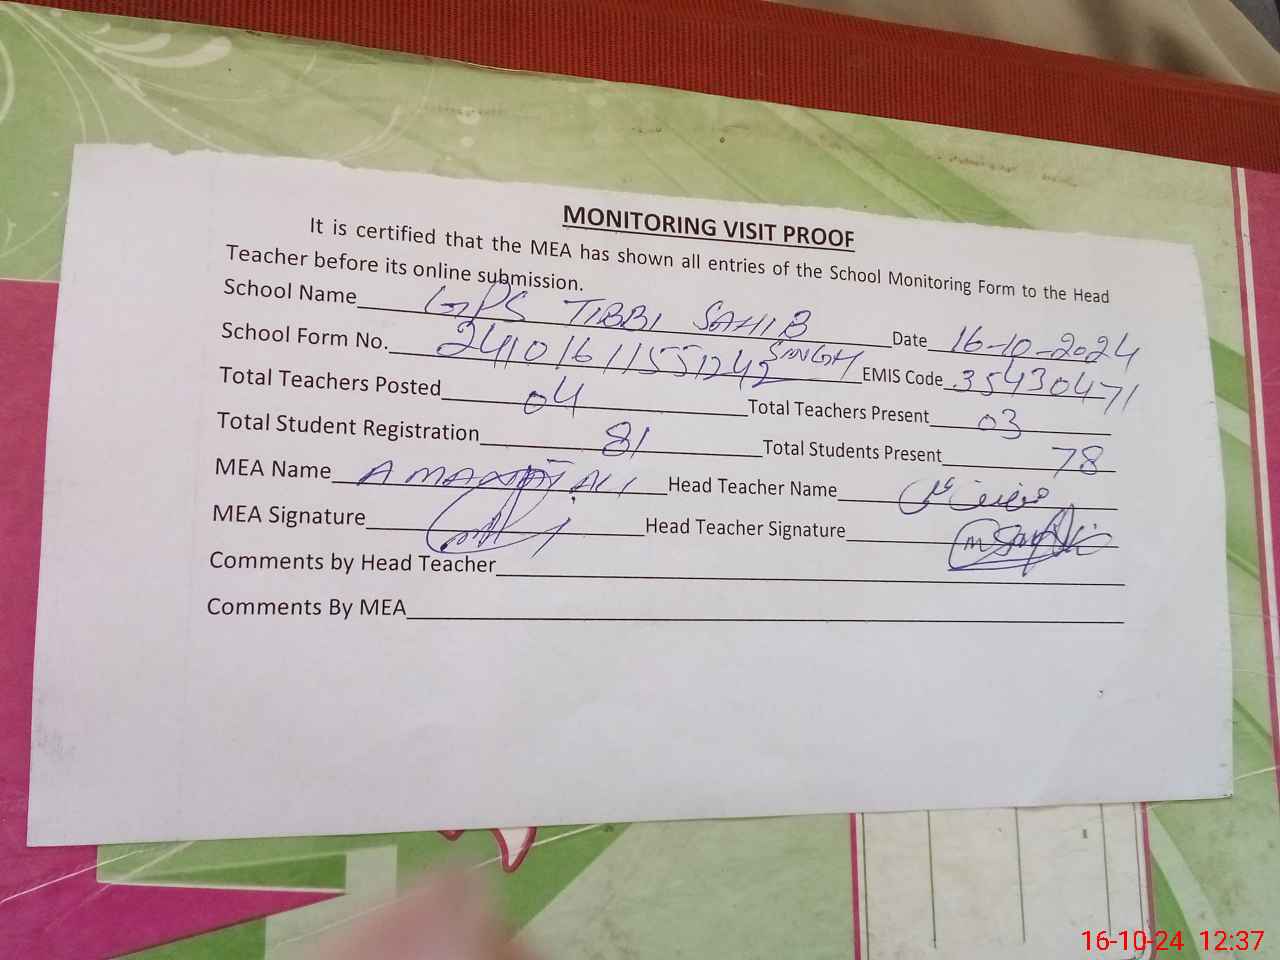 MONITORING VISIT PROOF
It is certified that the MEA has shown all entries of the School Monitoring Form to the Head
Teacher before its online submission.
School Name GPS TIBBI SAHIB SINGH Date 16-10-2024
School Form No. 24101611551242 EMIS Code 35430471
Total Teachers Posted 04 Total Teachers Present 03
Total Student Registration 81 Total Students Present 78
MEA Name AMANAT ALI Head Teacher Name
MEA Signature Head Teacher Signature
Comments by Head Teacher
Comments By MEA
16-10-24 12:37